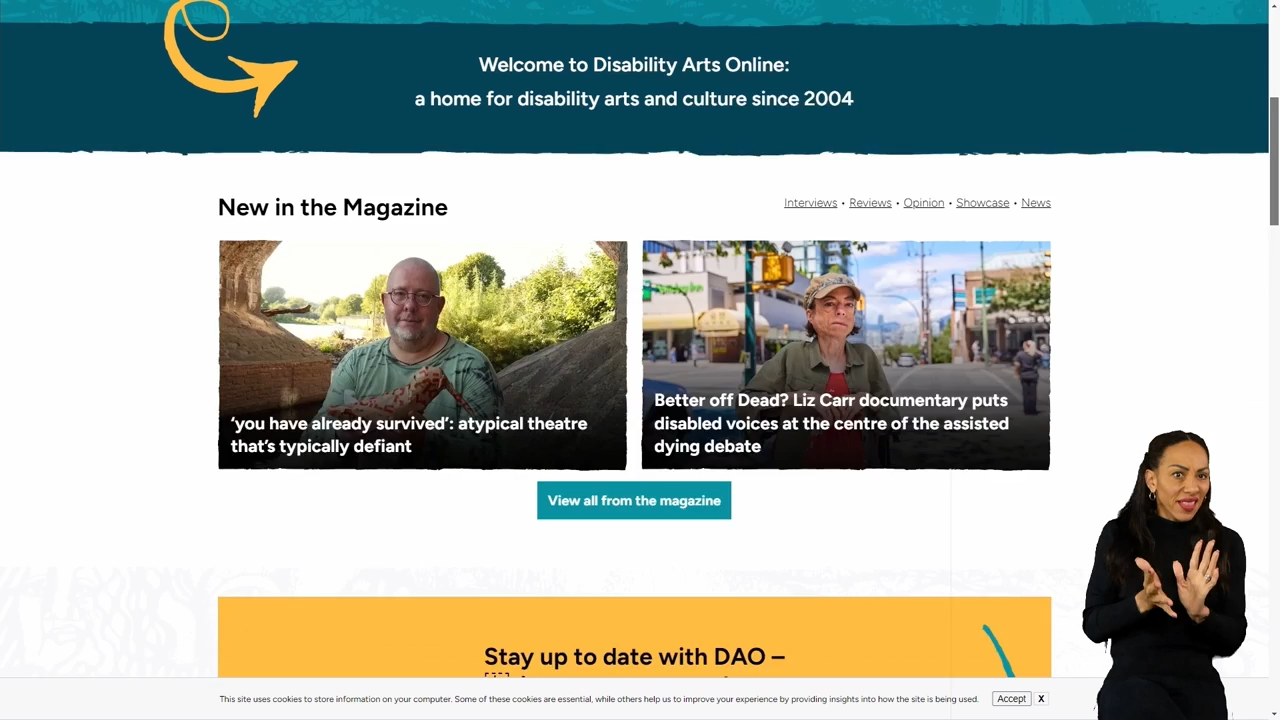 Welcome to Disability Arts Online:
a home for disability arts and culture since 2004
New in the Magazine
Interviews • Reviews • Opinion • Showcase • News
‘you have already survived’: atypical theatre
that’s typically defiant
Better off Dead? Liz Carr documentary puts
disabled voices at the centre of the assisted
dying debate
View all from the magazine
Stay up to date with DAO –
This site uses cookies to store information on your computer. Some of these cookies are essential, while others help us to improve your experience by providing insights into how the site is being used.
Accept
X